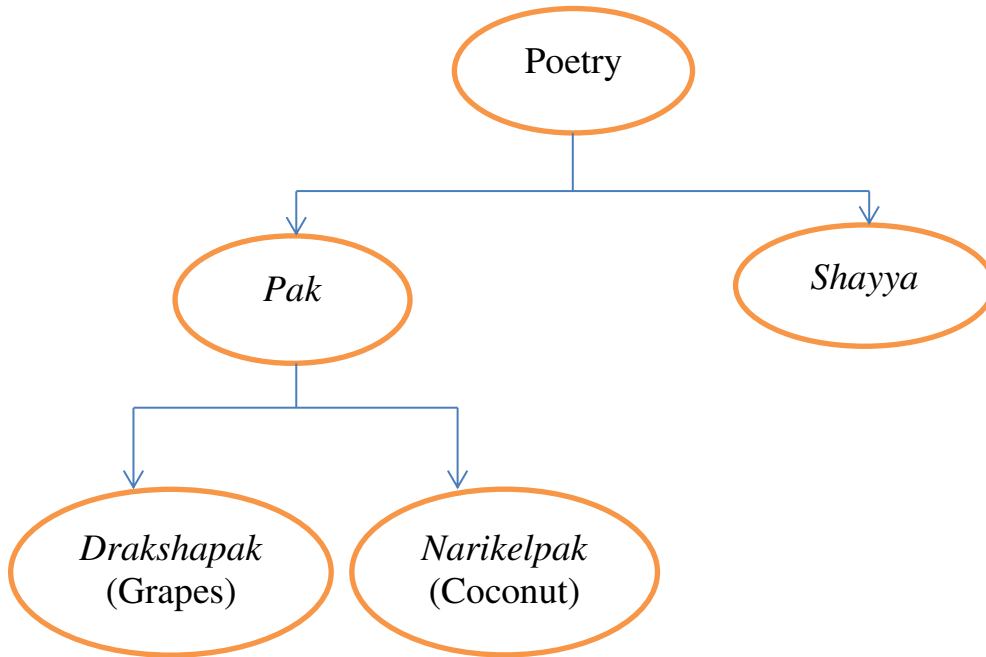 Poetry
Pak
Shayya
Drakshapak
(Grapes)
Narikelpak
(Coconut)